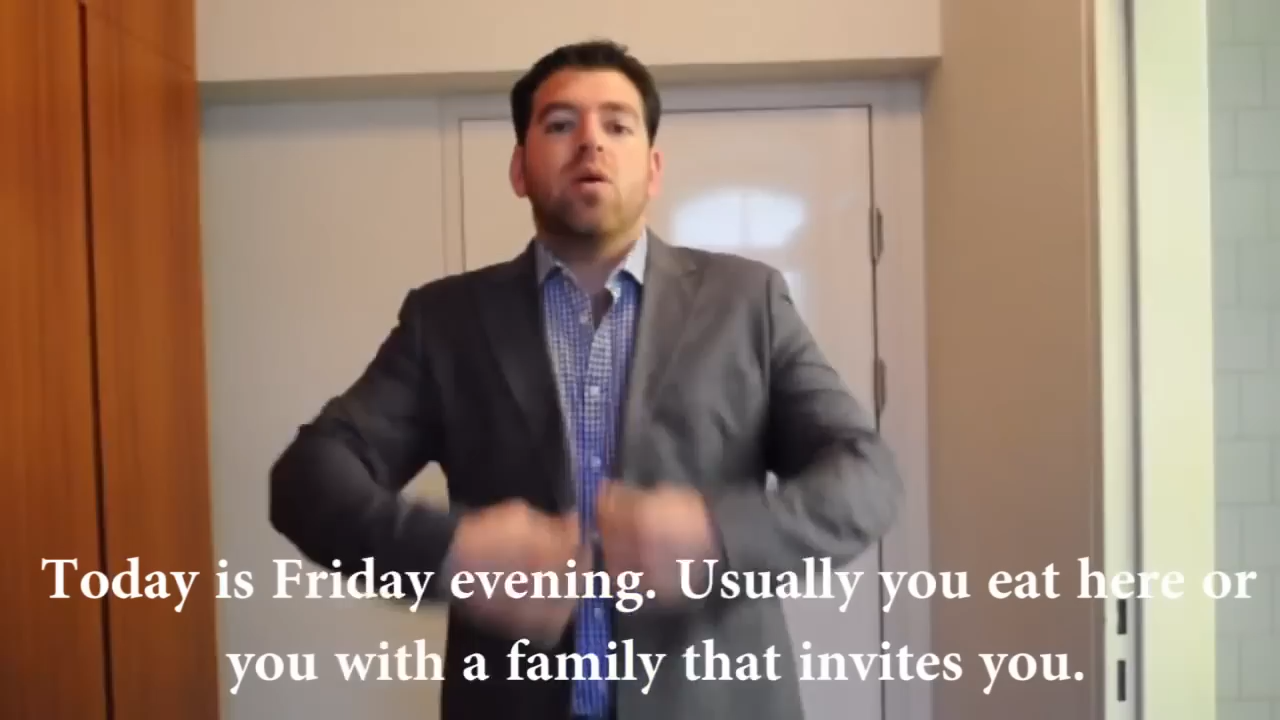 Today is Friday evening. Usually you eat here or
you with a family that invites you.